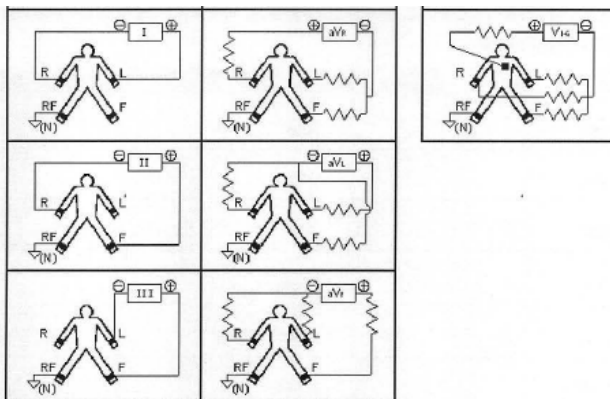 ⊖ I ⊕
R L
RF F
(N)
⊕ aVR ⊖
R L
RF F
(N)
⊕ V1-6 ⊖
R L
RF F
(N)
⊖ II ⊕
R L'
RF F
(N)
⊖ aVL ⊕
R L
RF F
(N)
⊖ III ⊕
R L
RF F
(N)
⊖ aVF ⊕
R L
RF F
(N)